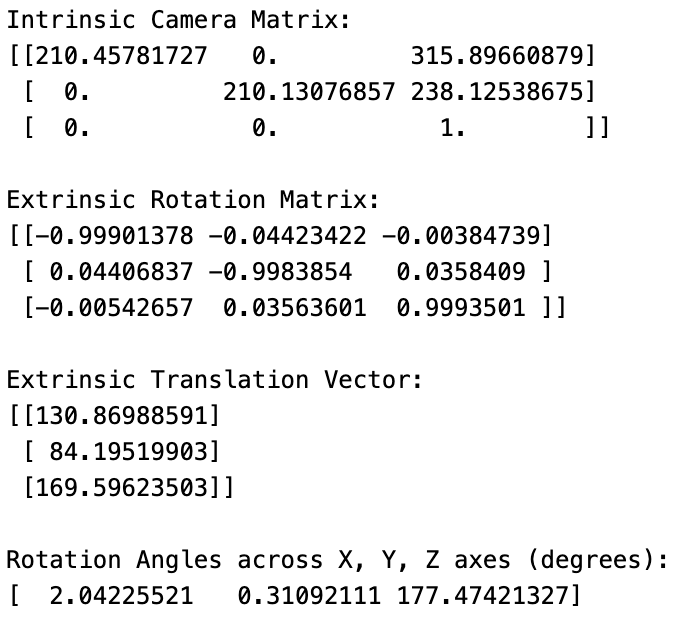 Intrinsic Camera Matrix:
[[210.45781727   0.         315.89660879]
 [  0.         210.13076857 238.12538675]
 [  0.           0.           1.        ]]
Extrinsic Rotation Matrix:
[[-0.99901378 -0.04423422 -0.00384739]
 [ 0.04406837 -0.9983854   0.0358409 ]
 [-0.00542657  0.03563601  0.9993501 ]]
Extrinsic Translation Vector:
[[130.86988591]
 [ 84.19519903]
 [169.59623503]]
Rotation Angles across X, Y, Z axes (degrees):
[  2.04225521   0.31092111 177.47421327]